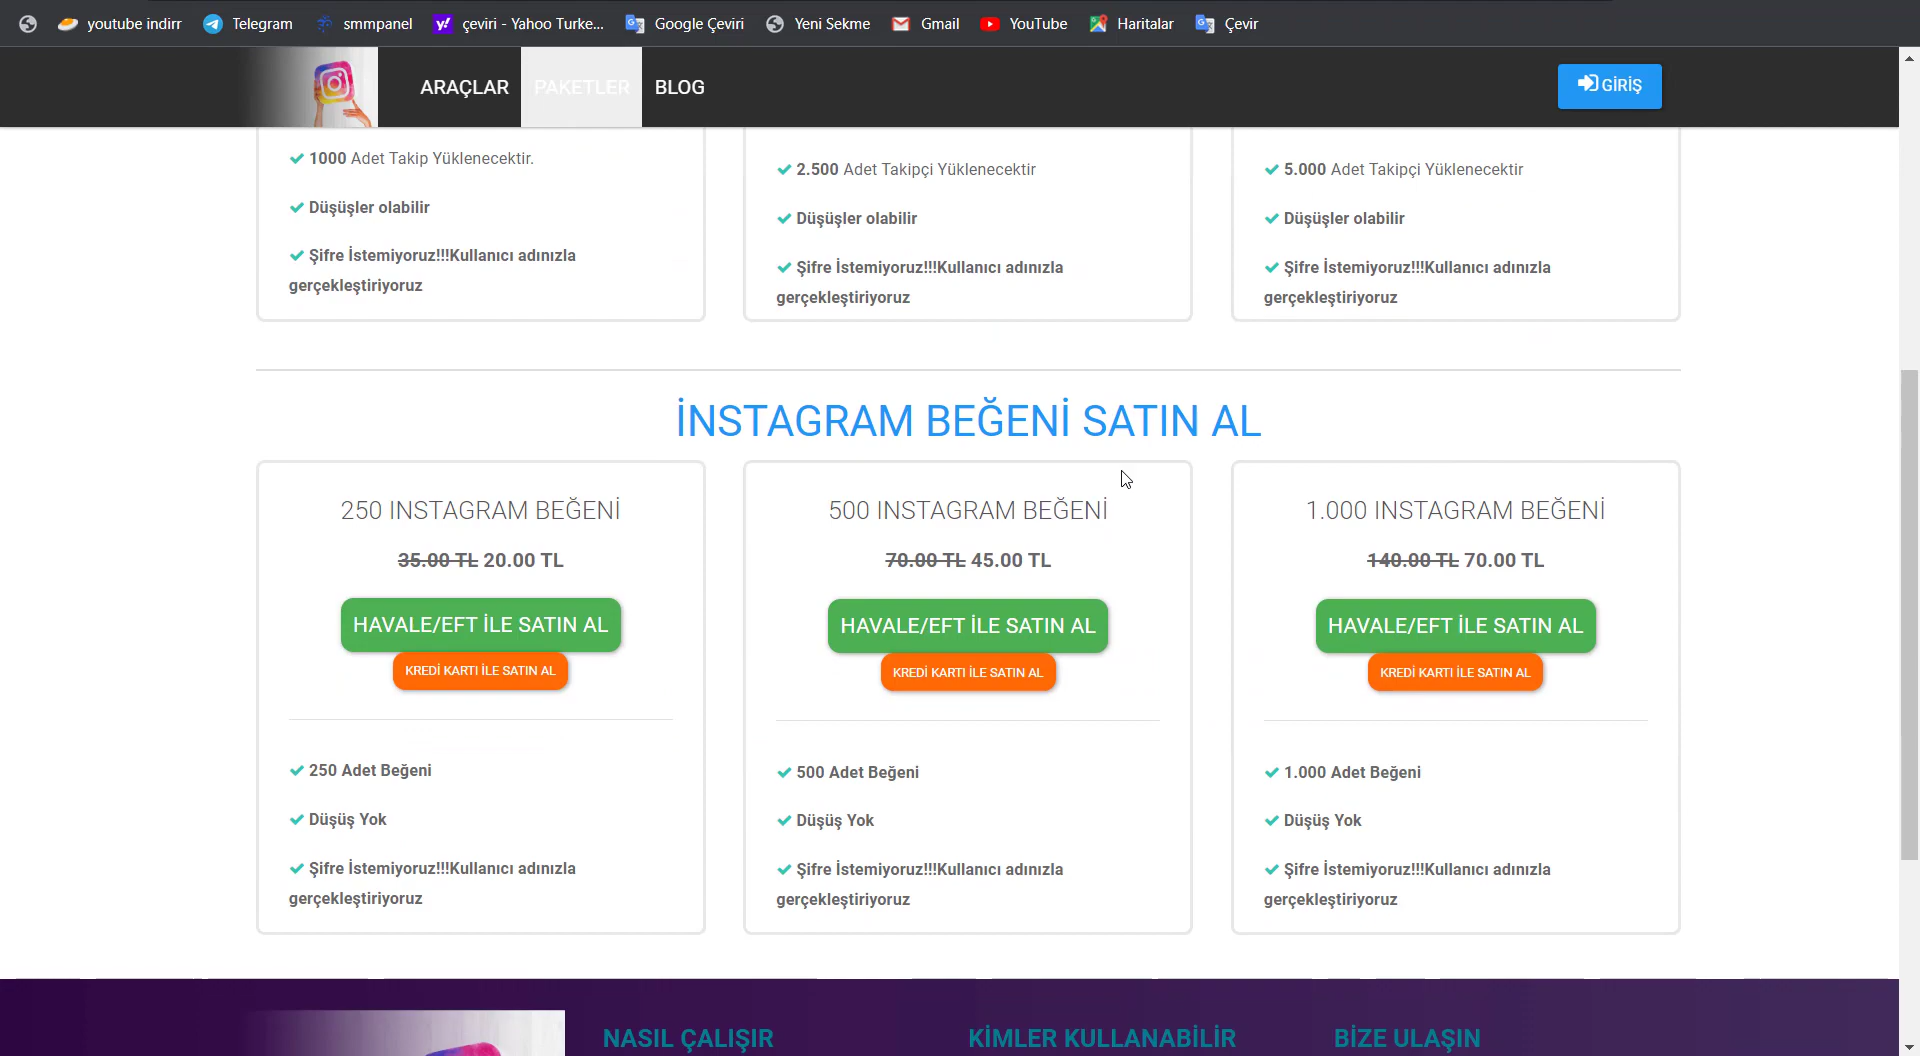 youtube indirr Telegram smmpanel çeviri - Yahoo Turke... Google Çeviri Yeni Sekme Gmail YouTube Haritalar Çevir
ARAÇLAR PAKETLER BLOG GİRİŞ
1000 Adet Takip Yüklenecektir.
Düşüşler olabilir
Şifre İstemiyoruz!!!Kullanıcı adınızla
gerçekleştiriyoruz
2.500 Adet Takipçi Yüklenecektir
Düşüşler olabilir
Şifre İstemiyoruz!!!Kullanıcı adınızla
gerçekleştiriyoruz
5.000 Adet Takipçi Yüklenecektir
Düşüşler olabilir
Şifre İstemiyoruz!!!Kullanıcı adınızla
gerçekleştiriyoruz
İNSTAGRAM BEĞENİ SATIN AL
250 INSTAGRAM BEĞENİ
35.00 TL 20.00 TL
HAVALE/EFT İLE SATIN AL
KREDİ KARTI İLE SATIN AL
250 Adet Beğeni
Düşüş Yok
Şifre İstemiyoruz!!!Kullanıcı adınızla
gerçekleştiriyoruz
500 INSTAGRAM BEĞENİ
70.00 TL 45.00 TL
HAVALE/EFT İLE SATIN AL
KREDİ KARTI İLE SATIN AL
500 Adet Beğeni
Düşüş Yok
Şifre İstemiyoruz!!!Kullanıcı adınızla
gerçekleştiriyoruz
1.000 INSTAGRAM BEĞENİ
140.00 TL 70.00 TL
HAVALE/EFT İLE SATIN AL
KREDİ KARTI İLE SATIN AL
1.000 Adet Beğeni
Düşüş Yok
Şifre İstemiyoruz!!!Kullanıcı adınızla
gerçekleştiriyoruz
NASIL ÇALIŞIR KİMLER KULLANABİLİR BİZE ULAŞIN